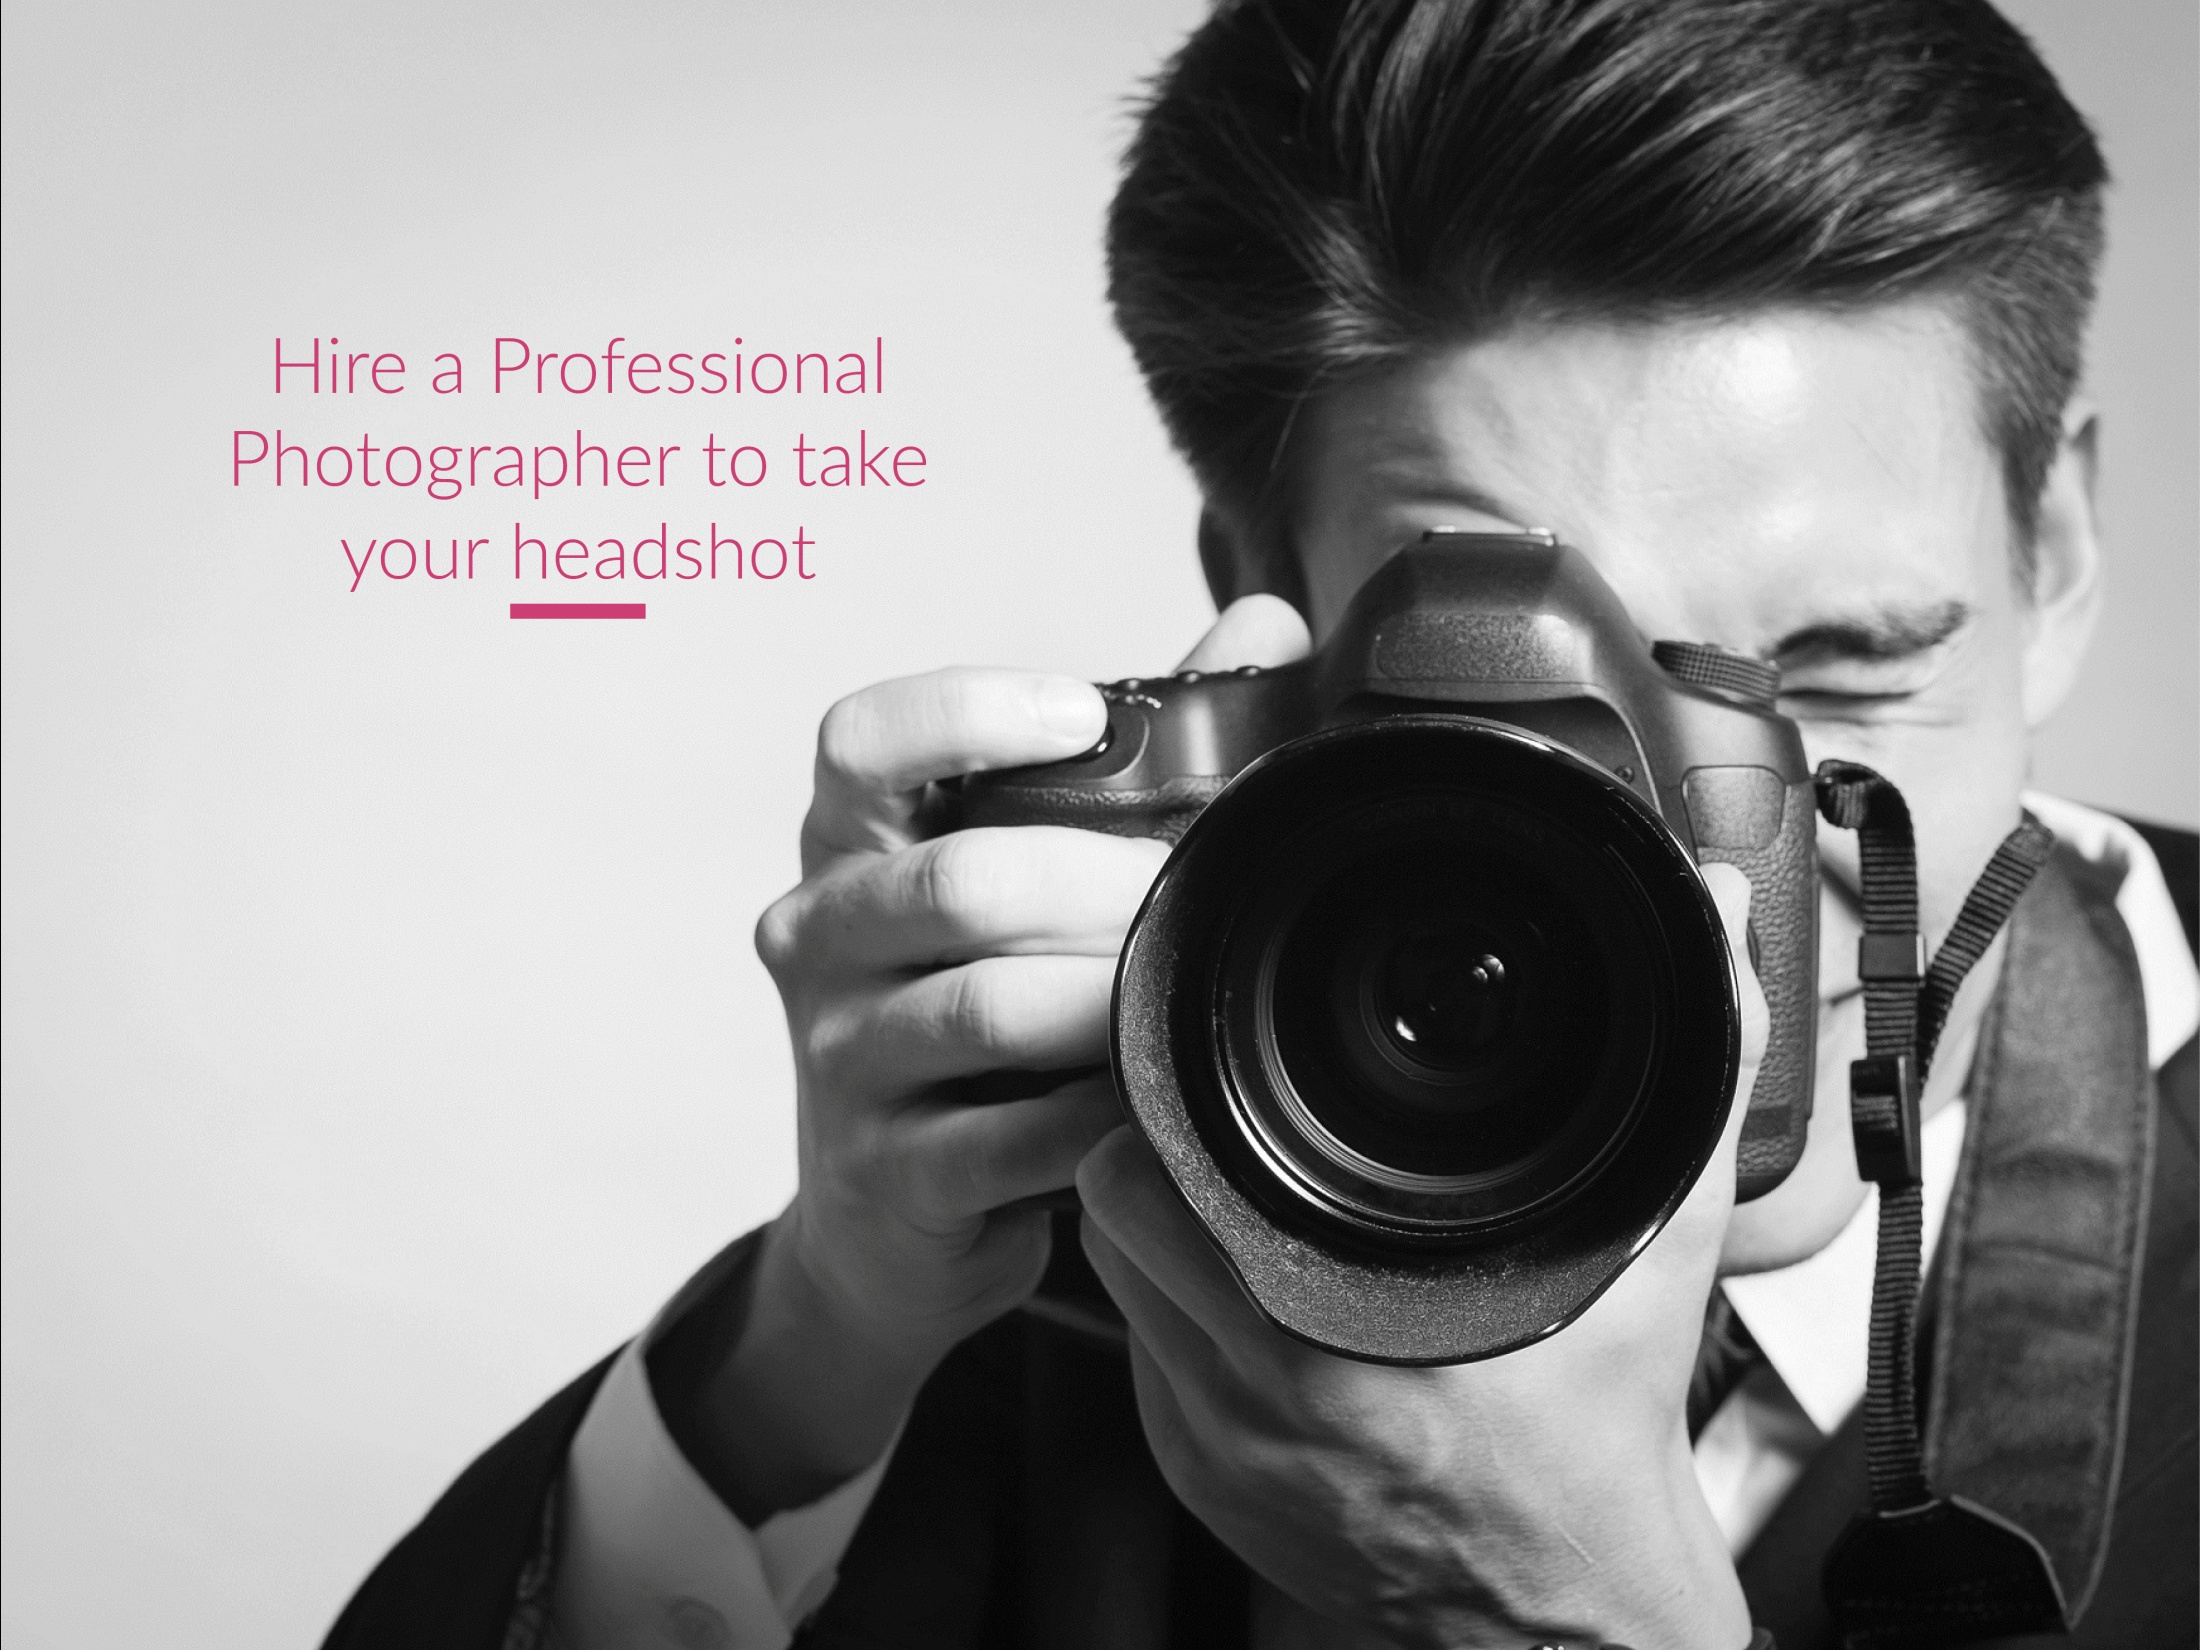 Hire a Professional
Photographer to take
your headshot